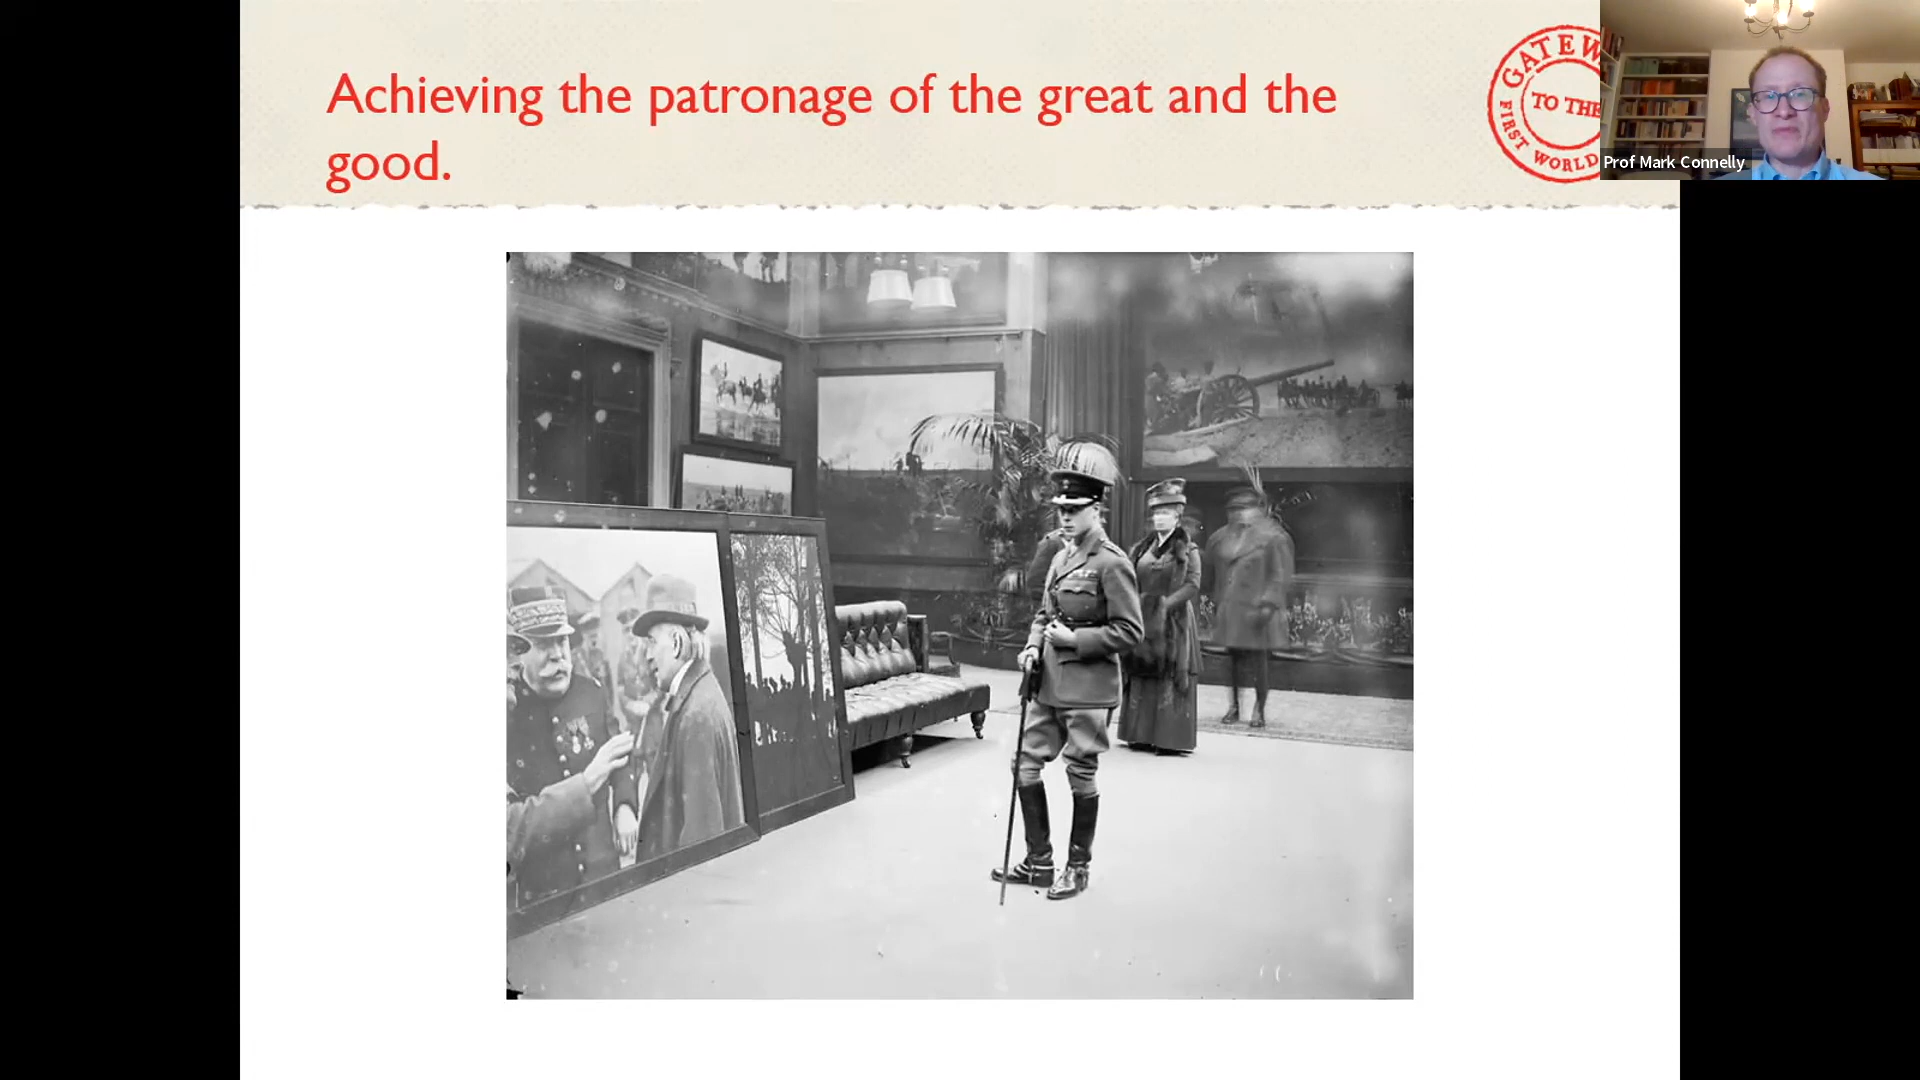 Achieving the patronage of the great and the
good.
GATEW
TO THE
FIRST WORLD
Prof Mark Connelly